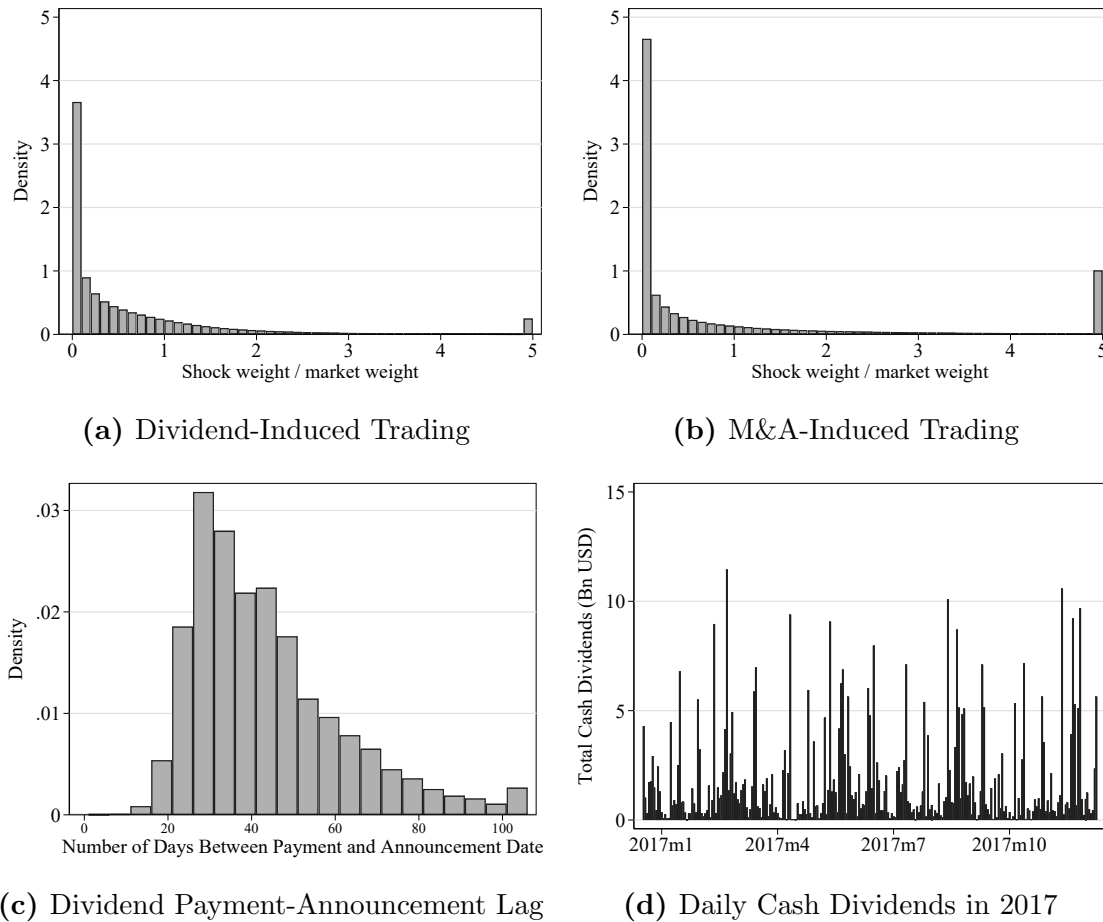 5
4
3
2
1
0
Density
0 1 2 3 4 5
Shock weight / market weight
(a) Dividend-Induced Trading
5
4
3
2
1
0
Density
0 1 2 3 4 5
Shock weight / market weight
(b) M&A-Induced Trading
.03
.02
.01
0
Density
0 20 40 60 80 100
Number of Days Between Payment and Announcement Date
(c) Dividend Payment-Announcement Lag
15
10
5
0
Total Cash Dividends (Bn USD)
2017m1 2017m4 2017m7 2017m10
(d) Daily Cash Dividends in 2017